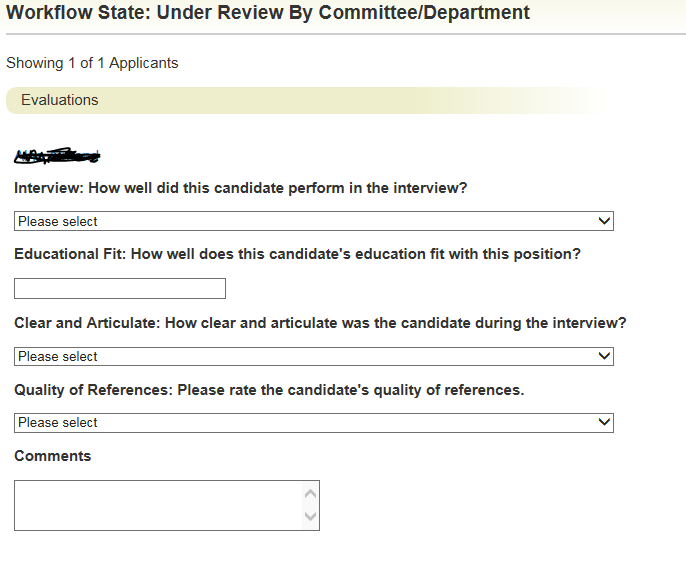 Workflow State: Under Review By Committee/Department
Showing 1 of 1 Applicants
Evaluations
Interview: How well did this candidate perform in the interview?
Please select
Educational Fit: How well does this candidate's education fit with this position?
Clear and Articulate: How clear and articulate was the candidate during the interview?
Please select
Quality of References: Please rate the candidate's quality of references.
Please select
Comments